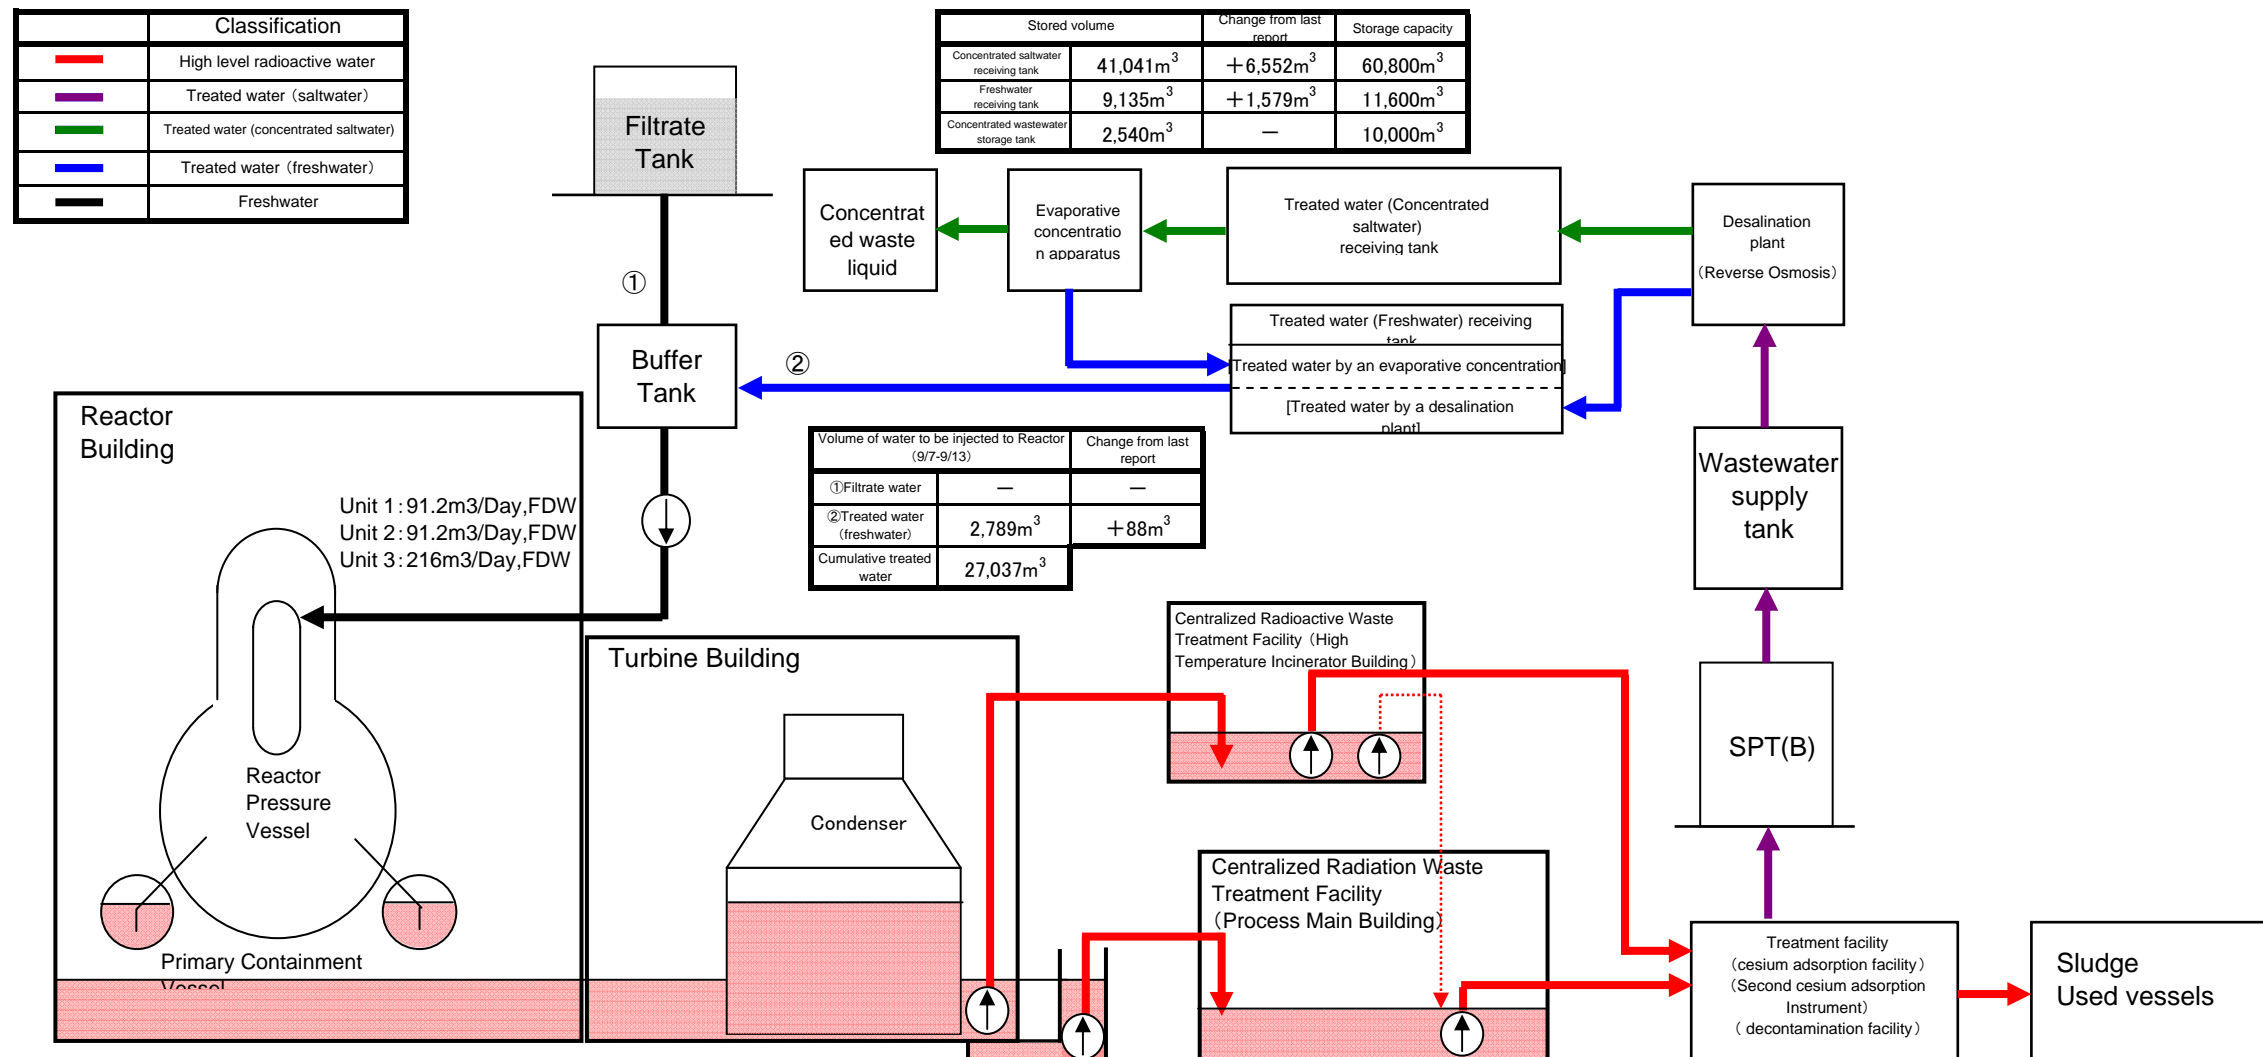 Classification
High level radioactive water
Treated water (saltwater)
Treated water (concentrated saltwater)
Treated water (freshwater)
Freshwater
Filtrate
Tank
Stored volume
Change from last
report
Storage capacity
Concentrated saltwater
receiving tank
41,041m³
+6,552m³
60,800m³
Freshwater
receiving tank
9,135m³
+1,579m³
11,600m³
Concentrated wastewater
storage tank
2,540m³
—
10,000m³
Concentrat
ed waste
liquid
Evaporative
concentratio
n apparatus
Treated water (Concentrated
saltwater)
receiving tank
Desalination
plant
(Reverse Osmosis)
①
Buffer
Tank
②
Treated water (Freshwater) receiving
tank
[Treated water by an evaporative concentration]
[Treated water by a desalination
plant]
Reactor
Building
Unit 1:91.2m3/Day,FDW
Unit 2:91.2m3/Day,FDW
Unit 3:216m3/Day,FDW
Volume of water to be injected to Reactor
(9/7-9/13)
Change from last
report
①Filtrate water
—
—
②Treated water
(freshwater)
2,789m³
+88m³
Cumulative treated
water
27,037m³
Wastewater
supply
tank
Turbine Building
Centralized Radioactive Waste
Treatment Facility (High
Temperature Incinerator Building)
SPT(B)
Reactor
Pressure
Vessel
Condenser
Centralized Radiation Waste
Treatment Facility
(Process Main Building)
Primary Containment
Vessel
Treatment facility
(cesium adsorption facility)
(Second cesium adsorption
Instrument)
( decontamination facility)
Sludge
Used vessels